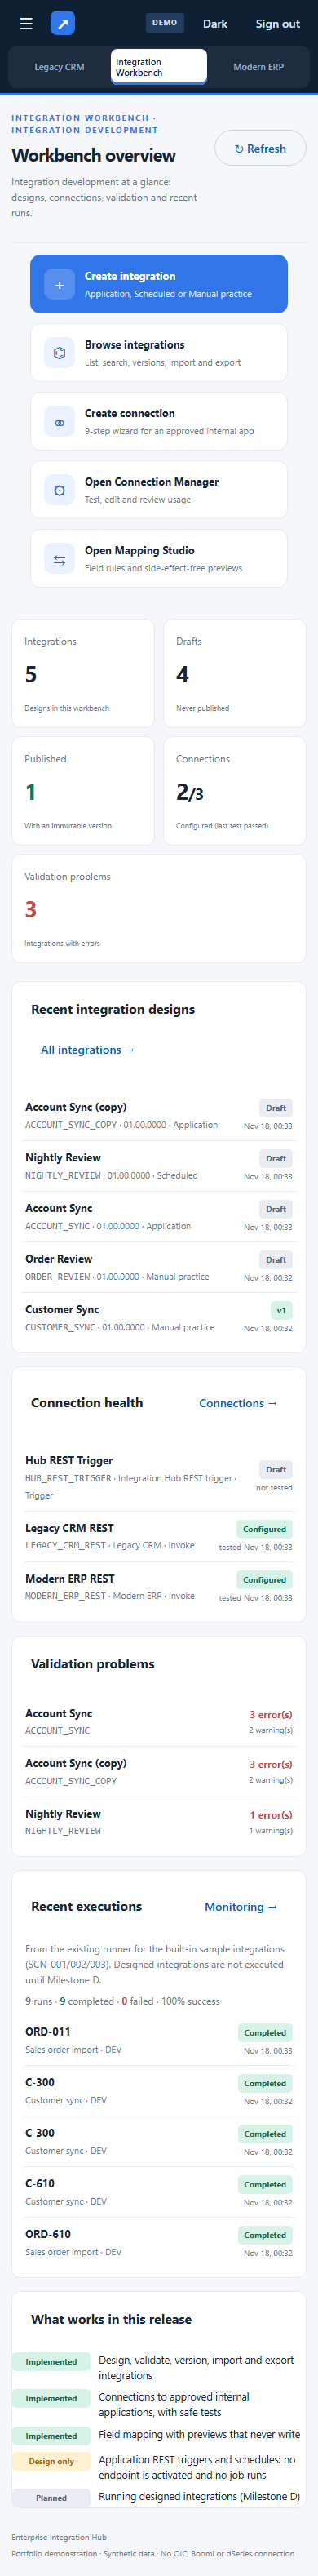 DEMO
Dark
Sign out
Legacy CRM
Integration
Workbench
Modern ERP
INTEGRATION WORKBENCH ·
INTEGRATION DEVELOPMENT
Workbench overview
Integration development at a glance:
designs, connections, validation and recent
runs.
↻ Refresh
Create integration
Application, Scheduled or Manual practice
Browse integrations
List, search, versions, import and export
Create connection
9-step wizard for an approved internal app
Open Connection Manager
Test, edit and review usage
Open Mapping Studio
Field rules and side-effect-free previews
Integrations
5
Designs in this workbench
Drafts
4
Never published
Published
1
With an immutable version
Connections
2/3
Configured (last test passed)
Validation problems
3
Integrations with errors
Recent integration designs
All integrations →
Account Sync (copy)
Draft
ACCOUNT_SYNC_COPY · 01.00.0000 · Application
Nov 18, 00:33
Nightly Review
Draft
NIGHTLY_REVIEW · 01.00.0000 · Scheduled
Nov 18, 00:33
Account Sync
Draft
ACCOUNT_SYNC · 01.00.0000 · Application
Nov 18, 00:33
Order Review
Draft
ORDER_REVIEW · 01.00.0000 · Manual practice
Nov 18, 00:32
Customer Sync
v1
CUSTOMER_SYNC · 01.00.0000 · Manual practice
Nov 18, 00:32
Connection health
Connections →
Hub REST Trigger
Draft
HUB_REST_TRIGGER · Integration Hub REST trigger ·
Trigger
not tested
Legacy CRM REST
Configured
LEGACY_CRM_REST · Legacy CRM · Invoke
tested Nov 18, 00:33
Modern ERP REST
Configured
MODERN_ERP_REST · Modern ERP · Invoke
tested Nov 18, 00:33
Validation problems
Account Sync
3 error(s)
ACCOUNT_SYNC
2 warning(s)
Account Sync (copy)
3 error(s)
ACCOUNT_SYNC_COPY
2 warning(s)
Nightly Review
1 error(s)
NIGHTLY_REVIEW
1 warning(s)
Recent executions
Monitoring →
From the existing runner for the built-in sample integrations
(SCN-001/002/003). Designed integrations are not executed
until Milestone D.
9 runs · 9 completed · 0 failed · 100% success
ORD-011
Completed
Sales order import · DEV
Nov 18, 00:33
C-300
Completed
Customer sync · DEV
Nov 18, 00:32
C-300
Completed
Customer sync · DEV
Nov 18, 00:32
C-610
Completed
Customer sync · DEV
Nov 18, 00:32
ORD-610
Completed
Sales order import · DEV
Nov 18, 00:32
What works in this release
Implemented
Design, validate, version, import and export
integrations
Implemented
Connections to approved internal
applications, with safe tests
Implemented
Field mapping with previews that never write
Design only
Application REST triggers and schedules: no
endpoint is activated and no job runs
Planned
Running designed integrations (Milestone D)
Enterprise Integration Hub
Portfolio demonstration · Synthetic data · No OIC, Boomi or dSeries connection